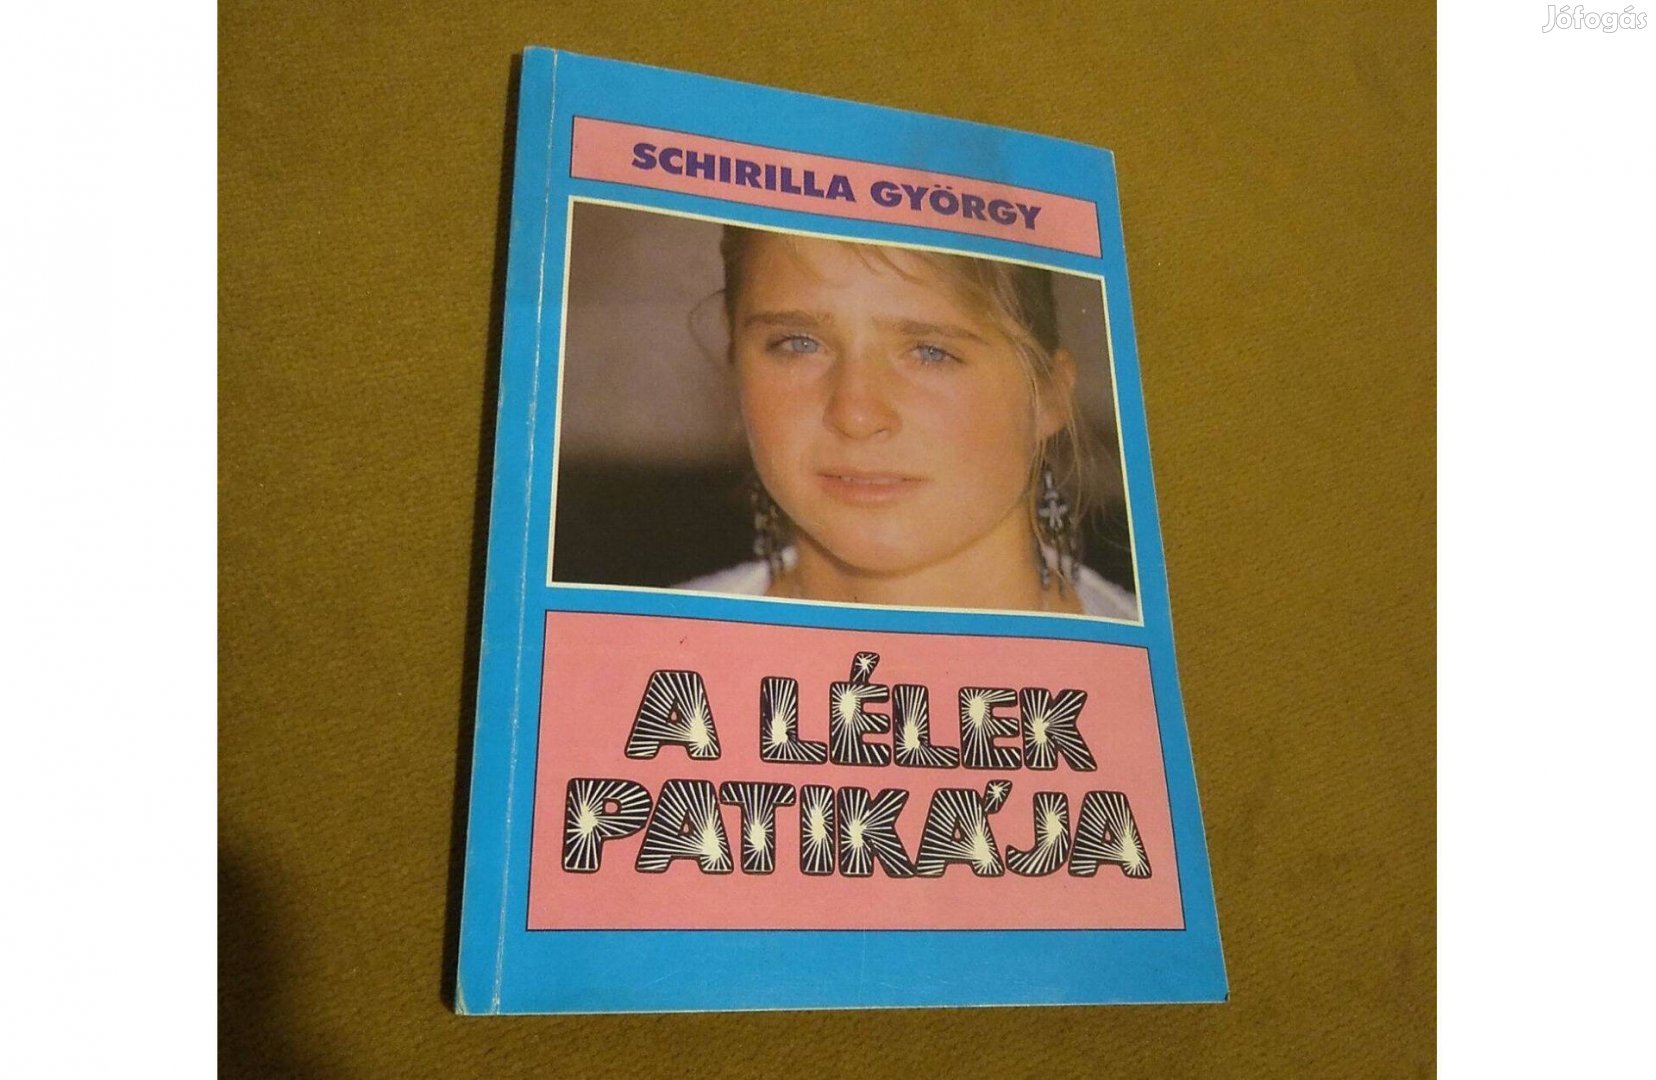 Jófogás
SCHIRILLA GYÖRGY
A LÉLEK
PATIKÁJA